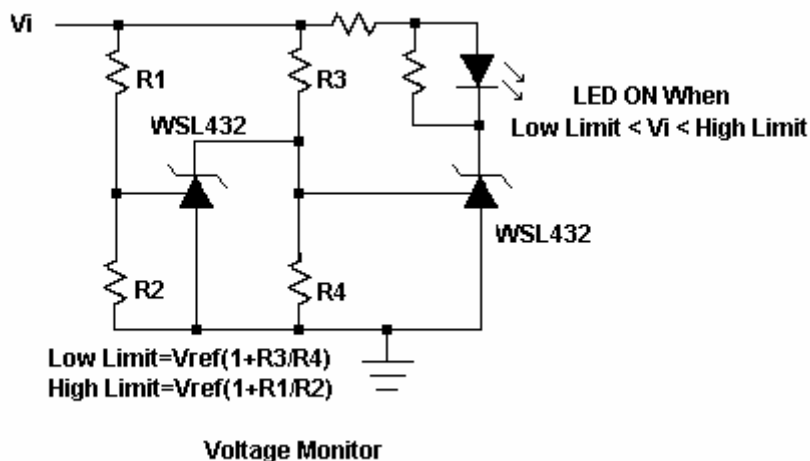 Vi
R1
R3
WSL432
LED ON When
Low Limit < Vi < High Limit
WSL432
R2
R4
Low Limit=Vref(1+R3/R4)
High Limit=Vref(1+R1/R2)
Voltage Monitor